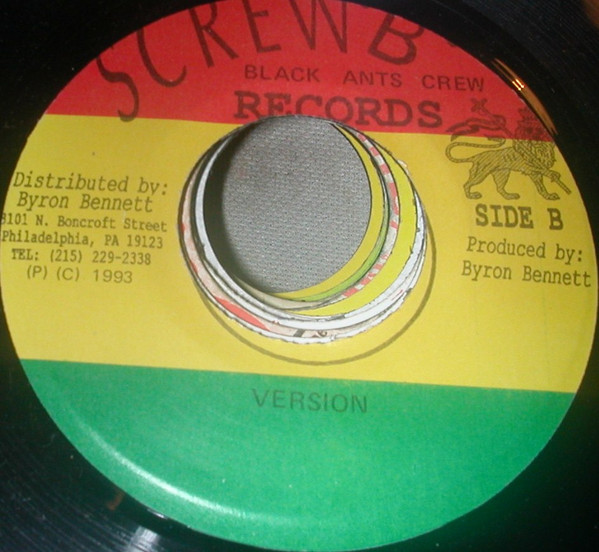 SCREWB
BLACK ANTS CREW
RECORDS
Distributed by:
Byron Bennett
3101 N. Boncroft Street
Philadelphia, PA 19123
TEL: (215) 229-2338
(P) (C) 1993
SIDE B
Produced by:
Byron Bennett
VERSION